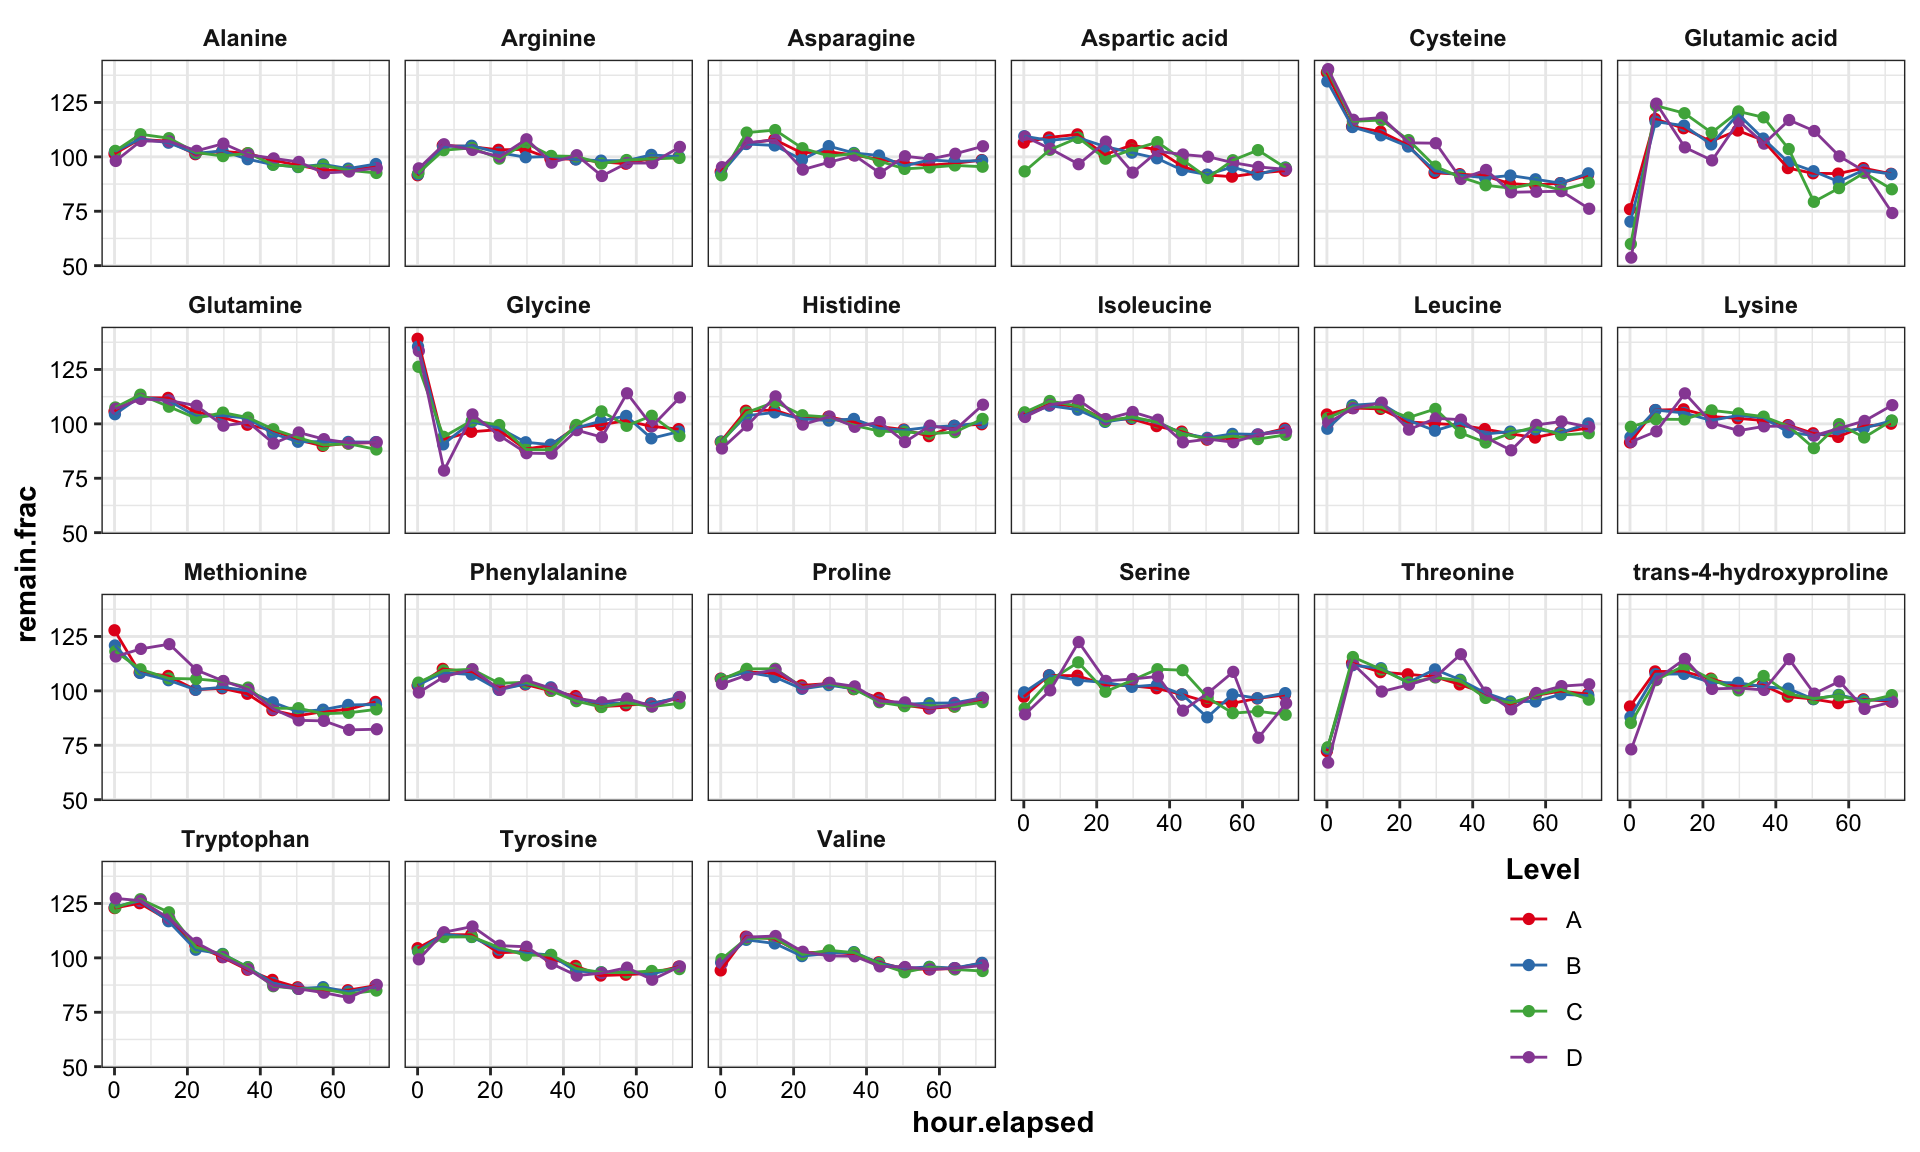 Alanine Arginine Asparagine Aspartic acid Cysteine Glutamic acid
125
100
75
50
Glutamine Glycine Histidine Isoleucine Leucine Lysine
125
100
75
50
remain.frac
Methionine Phenylalanine Proline Serine Threonine trans-4-hydroxyproline
125
100
75
50
0 20 40 60 0 20 40 60 0 20 40 60
Tryptophan Tyrosine Valine
125
100
75
50
0 20 40 60 0 20 40 60 0 20 40 60
hour.elapsed
Level
A
B
C
D